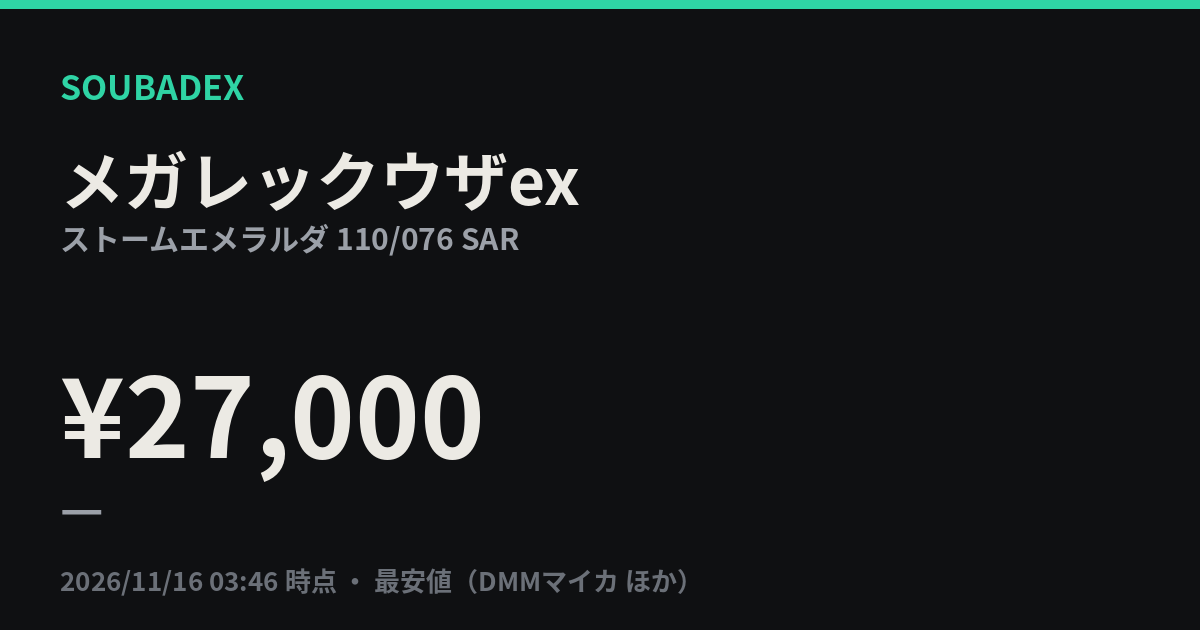 SOUBADEX
メガレックウザex
ストームエメラルダ 110/076 SAR
¥27,000
—
2026/11/16 03:46 時点 ・ 最安値（DMMマイカ ほか）